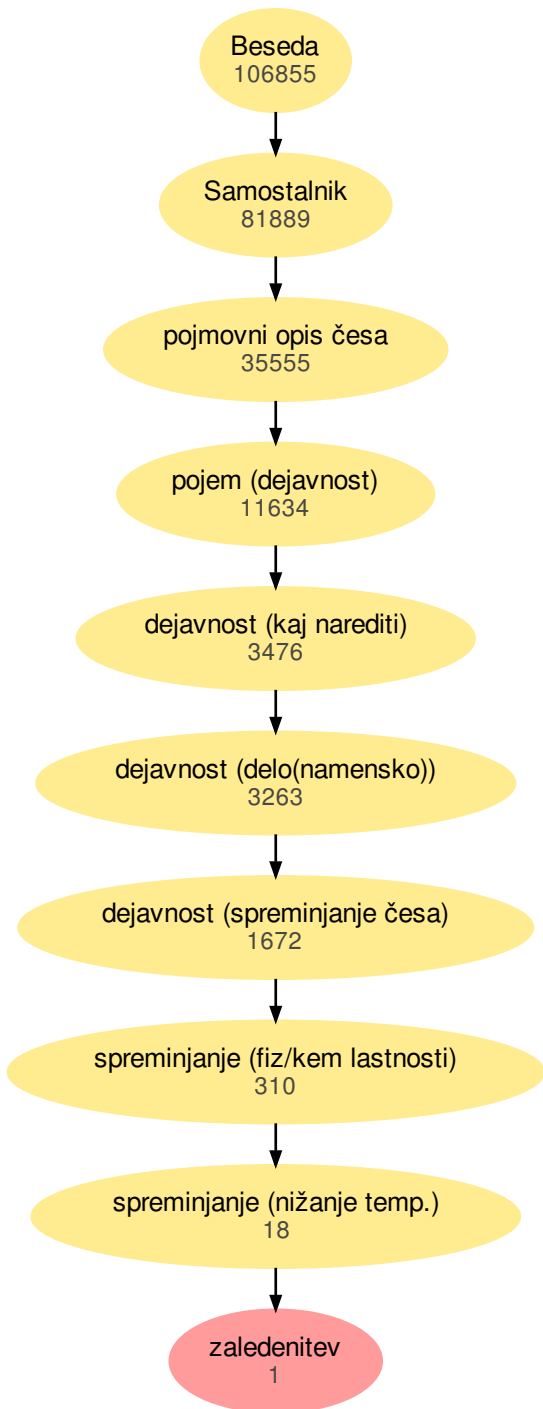 Beseda
106855
Samostalnik
81889
pojmovni opis česa
35555
pojem (dejavnost)
11634
dejavnost (kaj narediti)
3476
dejavnost (delo(namensko))
3263
dejavnost (spreminjanje česa)
1672
spreminjanje (fiz/kem lastnosti)
310
spreminjanje (nižanje temp.)
18
zaledenitev
1